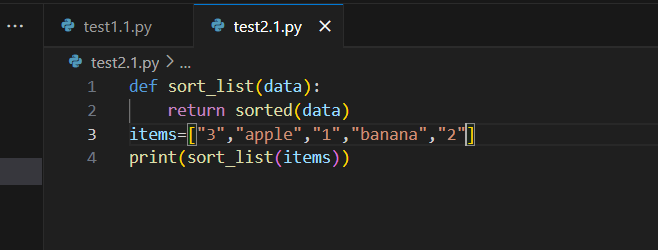 ... test1.1.py test2.1.py ×
test2.1.py > ...
1 def sort_list(data):
2     return sorted(data)
3 items=["3","apple","1","banana","2"]
4 print(sort_list(items))